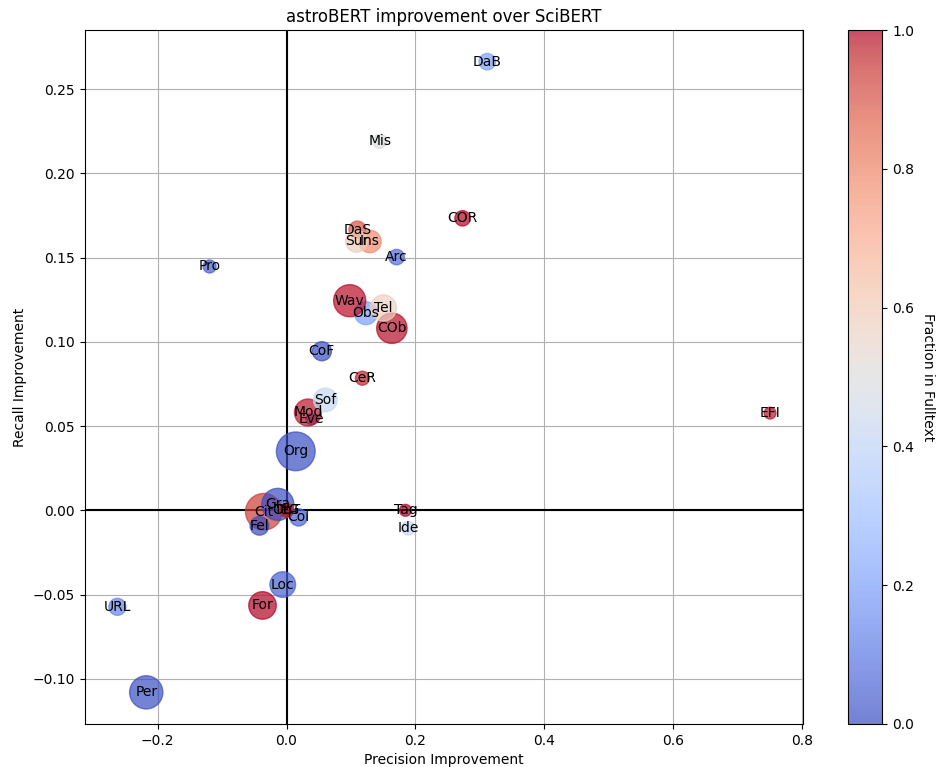 astroBERT improvement over SciBERT
1.0
0.25
DaB
Mis
0.20
0.8
COR
DaS
Sur
Ins
0.15
Arc
Pro
Wav
Tel
Obs
COb
0.6
0.10
CoF
CeR
Sof
Mod
Eve
EFI
0.05
Org
0.4
Gra
Cit
Tag
0.00
Col
Fel
Ide
Loc
−0.05
URL
For
0.2
−0.10
Per
0.0
−0.2
0.0
0.2
0.4
0.6
0.8
Precision Improvement
Recall Improvement
Fraction in Fulltext